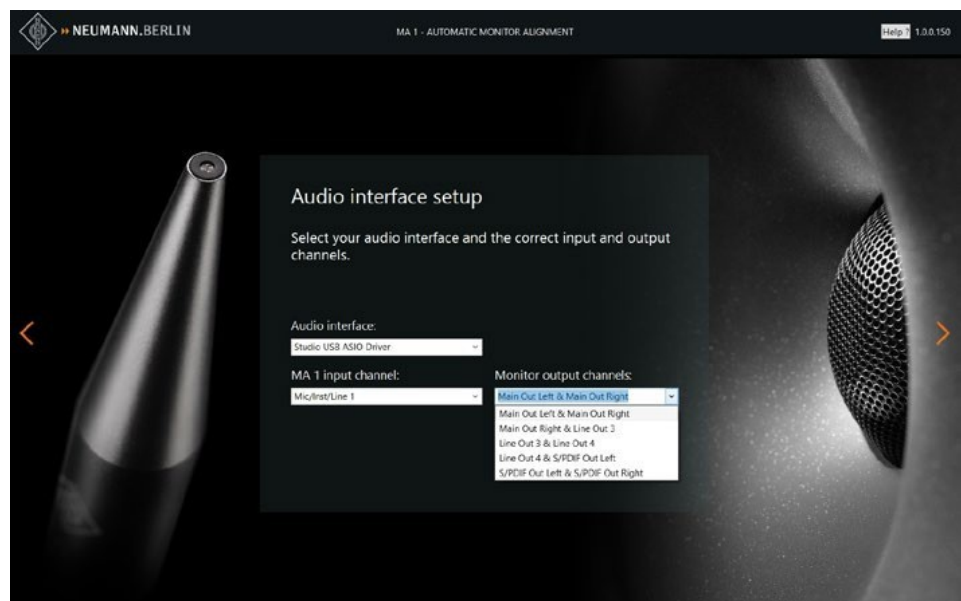 NEUMANN.BERLIN
MA 1 - AUTOMATIC MONITOR ALIGNMENT
Help ? 1.0.0.150
Audio interface setup
Select your audio interface and the correct input and output
channels.
Audio interface:
Studio USB ASIO Driver
MA 1 input channel:
Mic/Inst/Line 1
Monitor output channels:
Main Out Left & Main Out Right
Main Out Left & Main Out Right
Main Out Right & Line Out 3
Line Out 3 & Line Out 4
Line Out 4 & S/PDIF Out Left
S/PDIF Out Left & S/PDIF Out Right